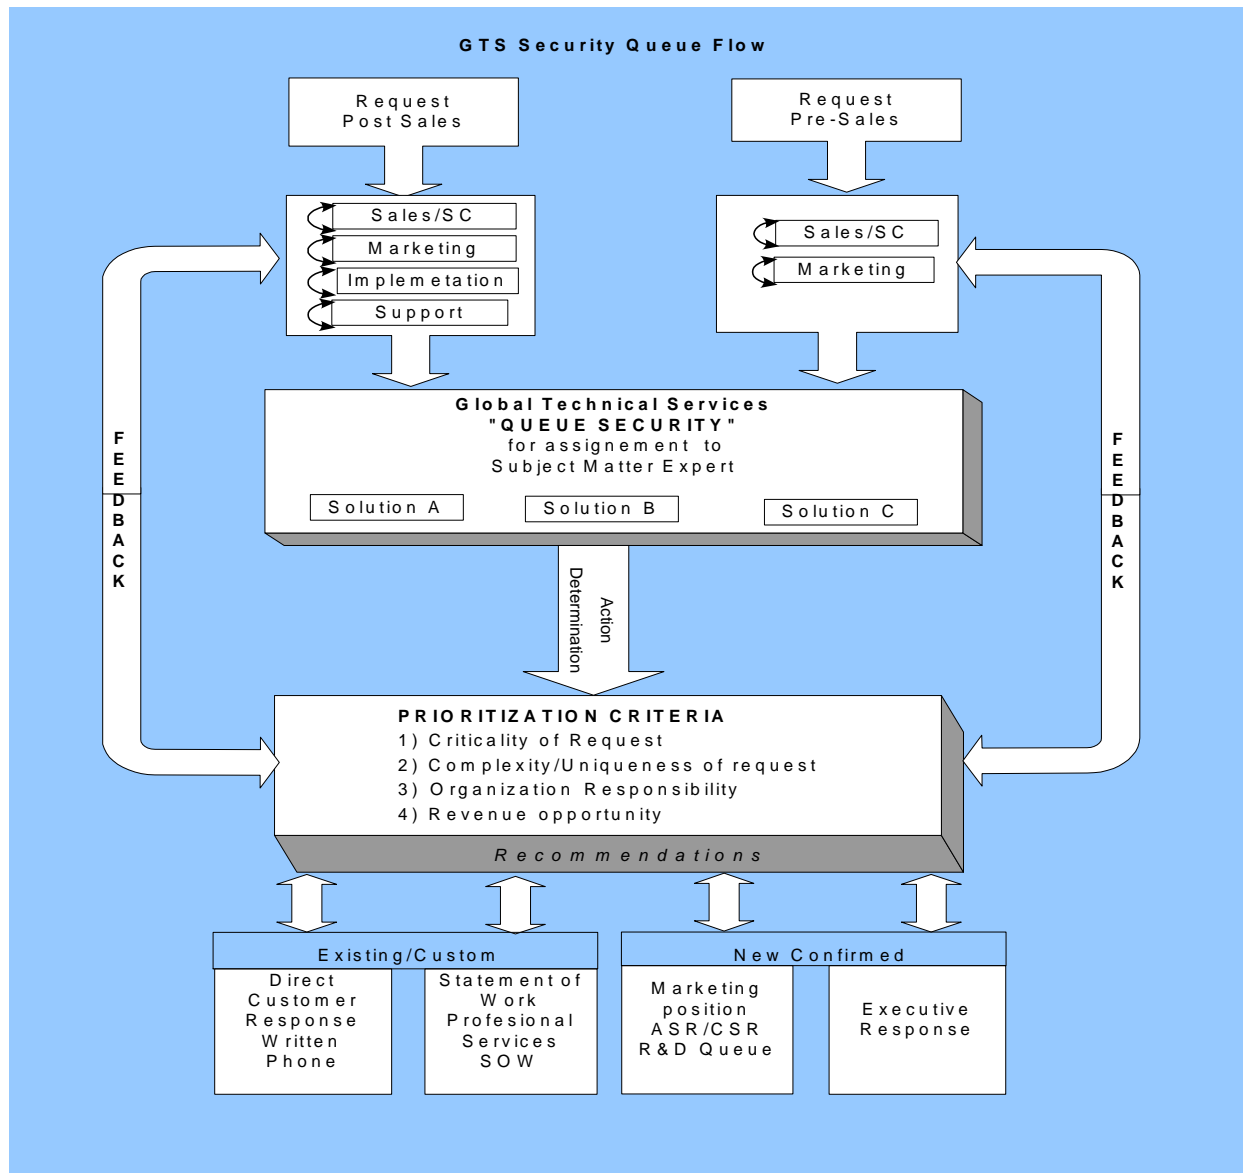 GTS Security Queue Flow
Request
Post Sales
Request
Pre-Sales
Sales/SC
Marketing
Implemetation
Support
Sales/SC
Marketing
FEEDBACK
Global Technical Services
"QUEUE SECURITY"
for assignement to
Subject Matter Expert
Solution A
Solution B
Solution C
FEEDBACK
Action
Determination
PRIORITIZATION CRITERIA
1) Criticality of Request
2) Complexity/Uniqueness of request
3) Organization Responsibility
4) Revenue opportunity
Recommendations
Existing/Custom
Direct
Customer
Response
Written
Phone
Statement of
Work
Profesional
Services
SOW
New Confirmed
Marketing
position
ASR/CSR
R&D Queue
Executive
Response